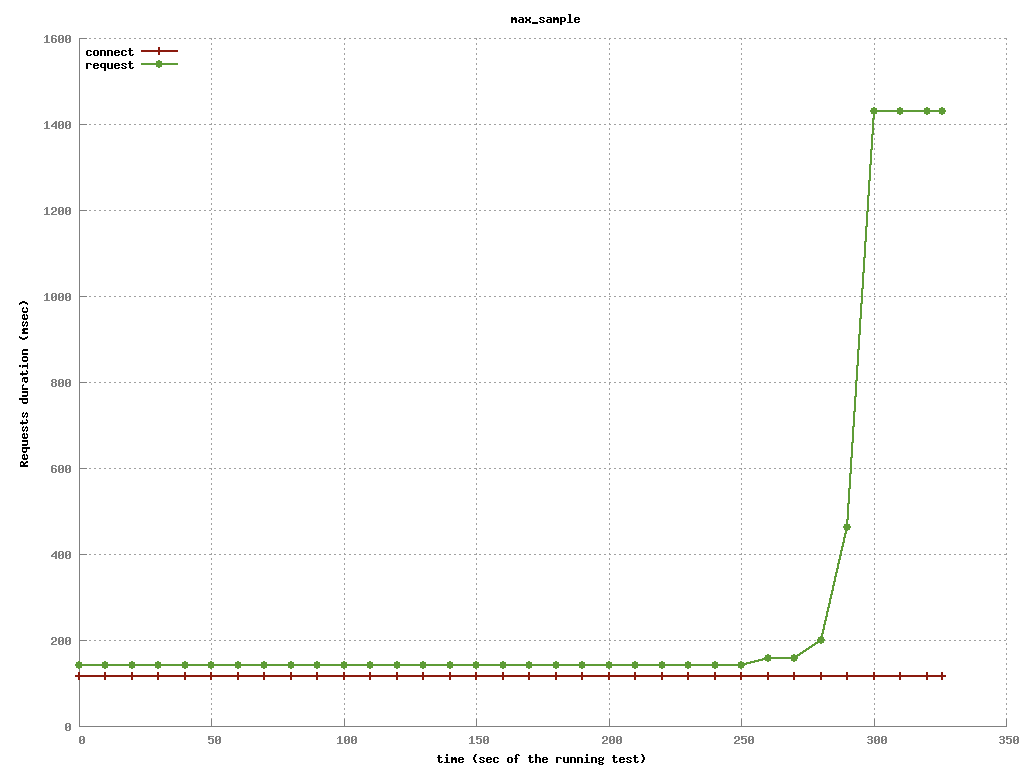 max_sample
1600
connect
request
1400
1200
1000
800
600
400
200
0
Requests duration (msec)
0 50 100 150 200 250 300 350
time (sec of the running test)